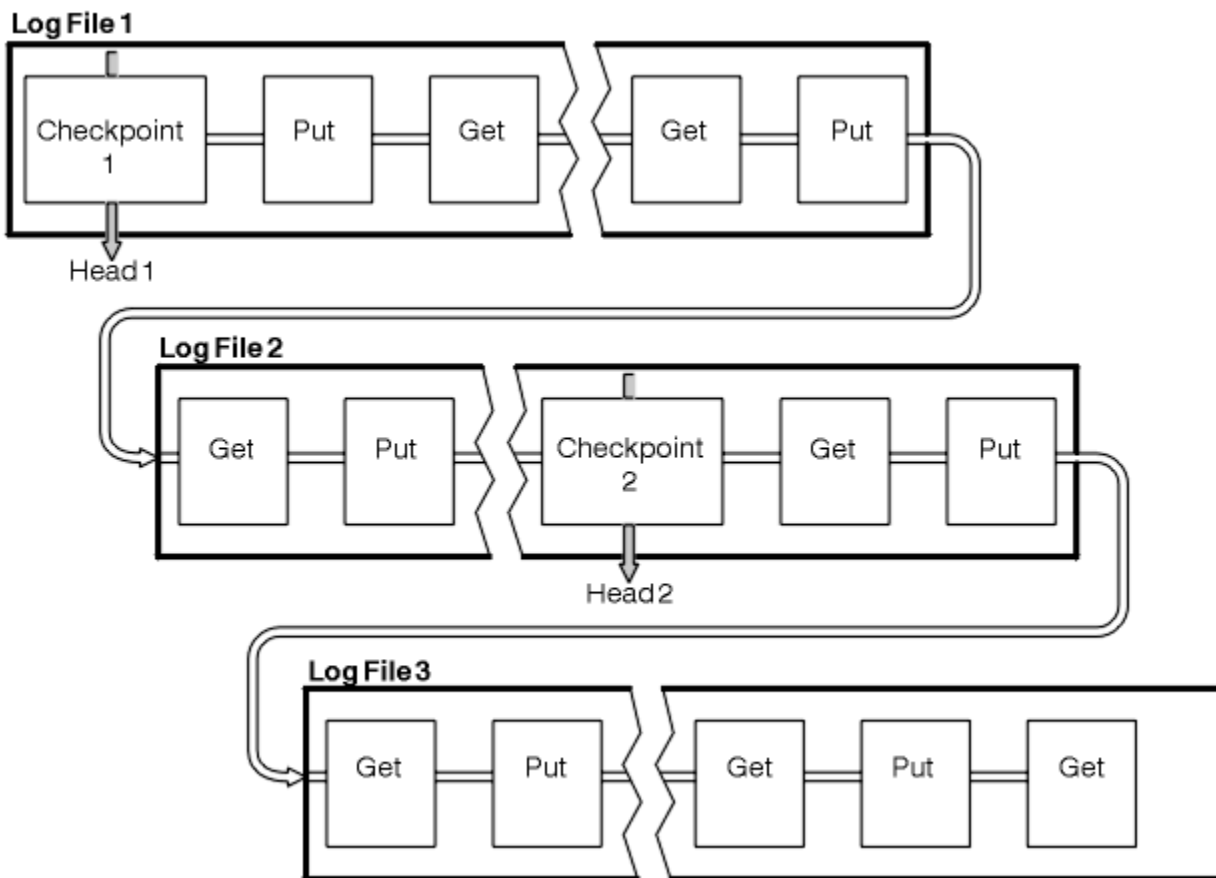 Log File 1
Checkpoint
1
Put
Get
Get
Put
Head 1
Log File 2
Get
Put
Checkpoint
2
Get
Put
Head 2
Log File 3
Get
Put
Get
Put
Get